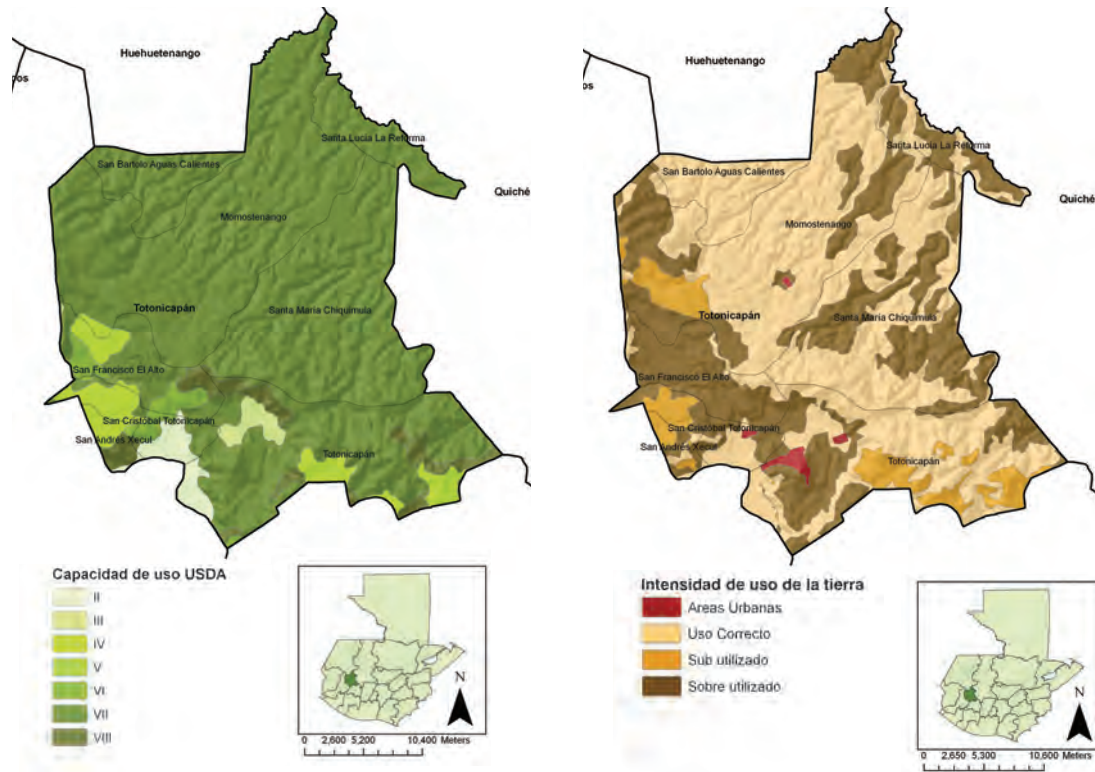 Huehuetenango
os
Santa Lucia La Reforma
San Bartolo Aguas Calientes
Quiché
Momostenango
Totonicapán
Santa María Chiquimula
San Francisco El Alto
San Cristóbal Totonicapán
San Andrés Xecul
Totonicapán
Capacidad de uso USDA
II
III
IV
V
VI
VII
VIII
N
0 2,600 5,200 10,400 Meters
Huehuetenango
os
Santa Lucia La Reforma
San Bartolo Aguas Calientes
Quiché
Momostenango
Totonicapán
Santa María Chiquimula
San Francisco El Alto
San Cristóbal Totonicapán
San Andrés Xecul
Totonicapán
Intensidad de uso de la tierra
Areas Urbanas
Uso Correcto
Sub utilizado
Sobre utilizado
N
0 2,650 5,300 10,600 Meters